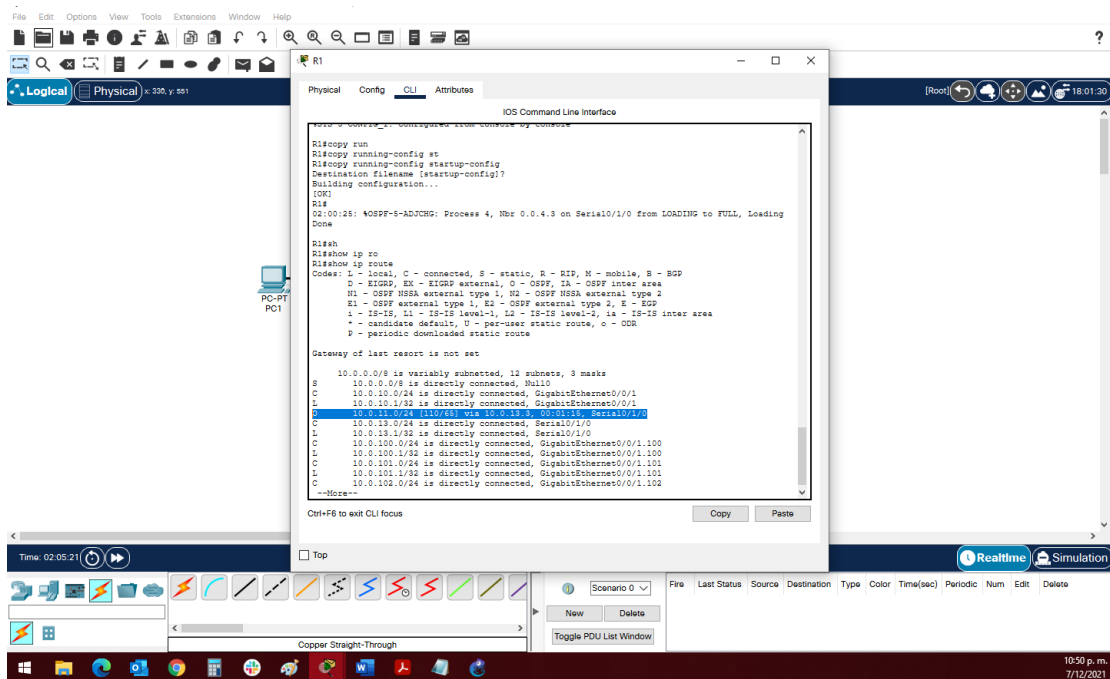 File Edit Options View Tools Extensions Window Help
?
R1
Logical
Physical x: 330, y: 551
[Root]
18:01:30
Physical Config CLI Attributes
IOS Command Line Interface
R1#copy run
R1#copy running-config st
R1#copy running-config startup-config
Destination filename [startup-config]?
Building configuration...
[OK]
R1#
02:00:25: %OSPF-5-ADJCHG: Process 4, Nbr 0.0.4.3 on Serial0/1/0 from LOADING to FULL, Loading
Done
R1#sh
R1#show ip ro
R1#show ip route
Codes: L - local, C - connected, S - static, R - RIP, M - mobile, B - BGP
D - EIGRP, EX - EIGRP external, O - OSPF, IA - OSPF inter area
N1 - OSPF NSSA external type 1, N2 - OSPF NSSA external type 2
E1 - OSPF external type 1, E2 - OSPF external type 2, E - EGP
i - IS-IS, L1 - IS-IS level-1, L2 - IS-IS level-2, ia - IS-IS inter area
* - candidate default, U - per-user static route, o - ODR
P - periodic downloaded static route
Gateway of last resort is not set
10.0.0.0/8 is variably subnetted, 12 subnets, 3 masks
S 10.0.0.0/8 is directly connected, Null0
C 10.0.10.0/24 is directly connected, GigabitEthernet0/0/1
L 10.0.10.1/32 is directly connected, GigabitEthernet0/0/1
O 10.0.11.0/24 [110/65] via 10.0.13.3, 00:01:15, Serial0/1/0
C 10.0.13.0/24 is directly connected, Serial0/1/0
L 10.0.13.1/32 is directly connected, Serial0/1/0
C 10.0.100.0/24 is directly connected, GigabitEthernet0/0/1.100
L 10.0.100.1/32 is directly connected, GigabitEthernet0/0/1.100
C 10.0.101.0/24 is directly connected, GigabitEthernet0/0/1.101
L 10.0.101.1/32 is directly connected, GigabitEthernet0/0/1.101
C 10.0.102.0/24 is directly connected, GigabitEthernet0/0/1.102
--More--
PC-PT
PC1
Ctrl+F6 to exit CLI focus
Copy
Paste
Top
Time: 02:05:21
Realtime
Simulation
Scenario 0
Fire Last Status Source Destination Type Color Time(sec) Periodic Num Edit Delete
New
Delete
Toggle PDU List Window
Copper Straight-Through
10:50 p. m.
7/12/2021